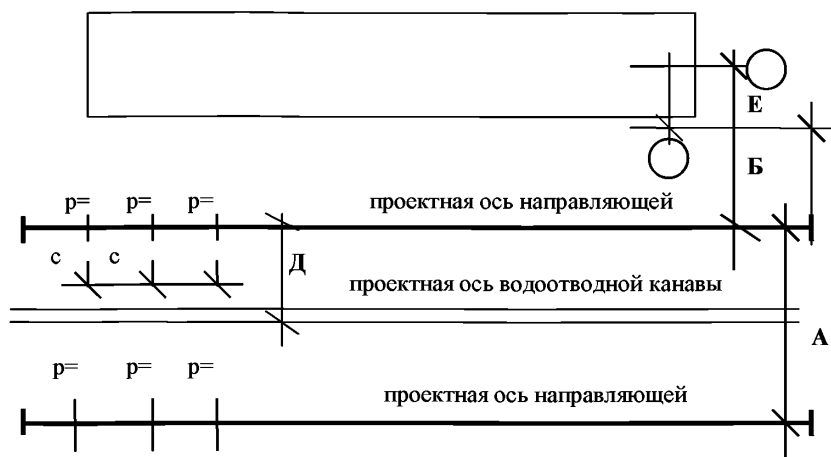 Е
Б
р= р= р= проектная ось направляющей
с с Д проектная ось водоотводной канавы
А
р= р= р= проектная ось направляющей